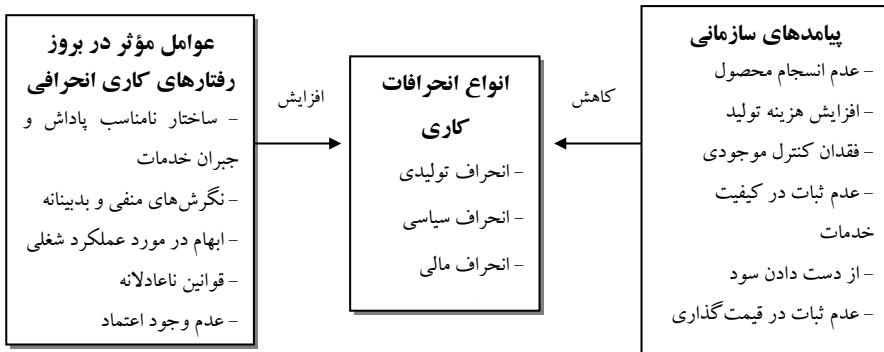 پیامدهای سازمانی
- عدم انسجام محصول
- افزایش هزینه تولید
- فقدان کنترل موجودی
- عدم ثبات در کیفیت
خدمات
- از دست دادن سود
- عدم ثبات در قیمت‌گذاری
کاهش
انواع انحرافات
کاری
- انحراف تولیدی
- انحراف سیاسی
- انحراف مالی
افزایش
عوامل مؤثر در بروز
رفتارهای کاری انحرافی
- ساختار نامناسب پاداش و
جبران خدمات
- نگرش‌های منفی و بدبینانه
- ابهام در مورد عملکرد شغلی
- قوانین ناعادلانه
- عدم وجود اعتماد